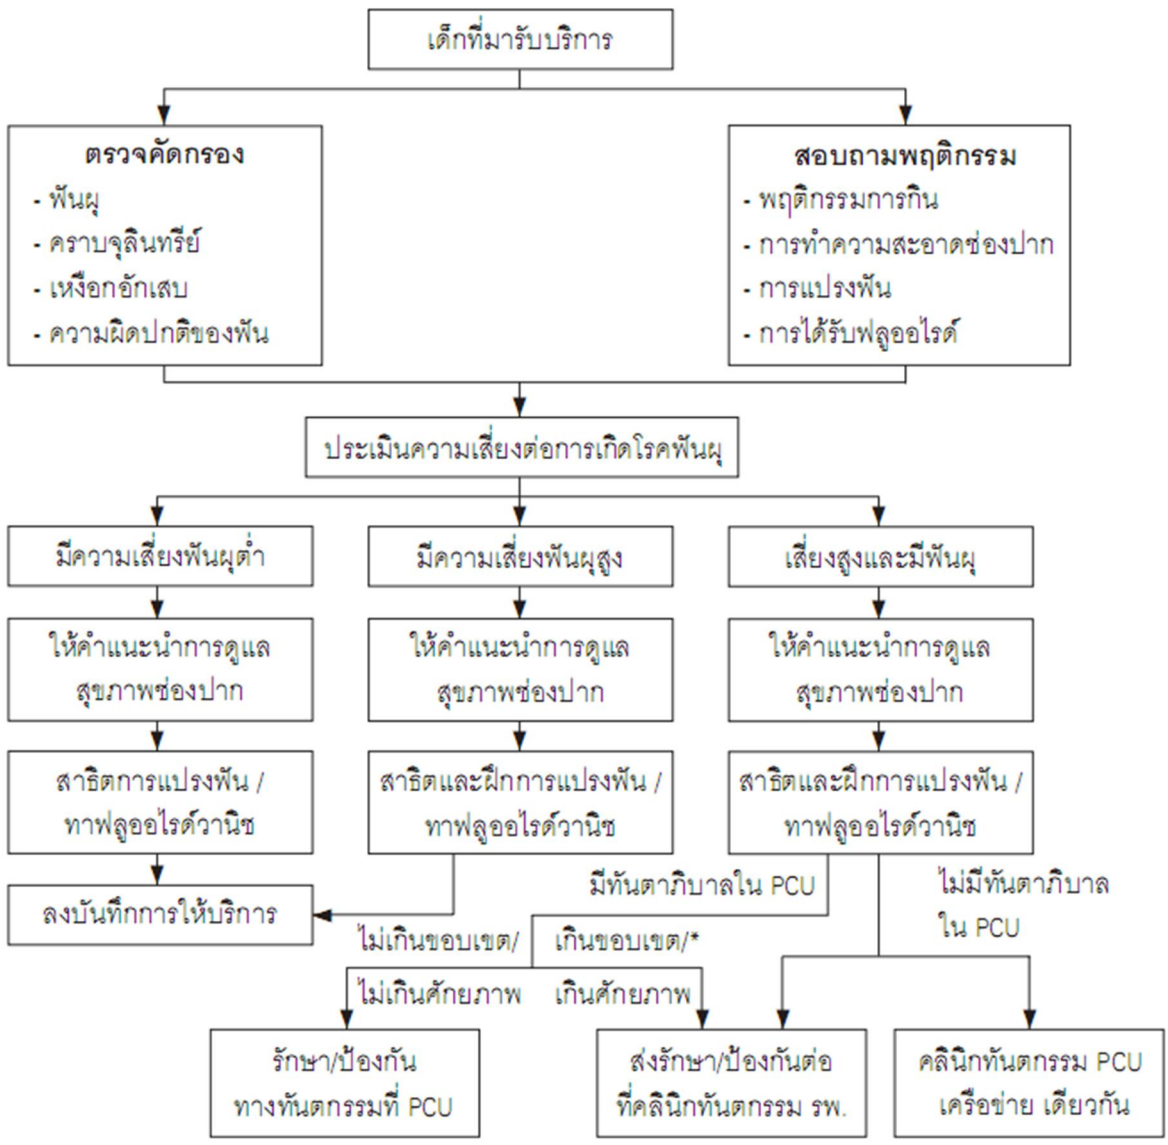 เด็กที่มารับบริการ
ตรวจคัดกรอง
- ฟันผุ
- คราบจุลินทรีย์
- เหงือกอักเสบ
- ความผิดปกติของฟัน
สอบถามพฤติกรรม
- พฤติกรรมการกิน
- การทำความสะอาดช่องปาก
- การแปรงฟัน
- การได้รับฟลูออไรด์
ประเมินความเสี่ยงต่อการเกิดโรคฟันผุ
มีความเสี่ยงฟันผุต่ำ
มีความเสี่ยงฟันผุสูง
เสี่ยงสูงและมีฟันผุ
ให้คำแนะนำการดูแล
สุขภาพช่องปาก
ให้คำแนะนำการดูแล
สุขภาพช่องปาก
ให้คำแนะนำการดูแล
สุขภาพช่องปาก
สาธิตการแปรงฟัน /
ทาฟลูออไรด์วานิช
สาธิตและฝึกการแปรงฟัน /
ทาฟลูออไรด์วานิช
สาธิตและฝึกการแปรงฟัน /
ทาฟลูออไรด์วานิช
ลงบันทึกการให้บริการ
มีทันตาภิบาลใน PCU
ไม่มีทันตาภิบาล
ใน PCU
ไม่เกินขอบเขต/
ไม่เกินศักยภาพ
เกินขอบเขต/*
เกินศักยภาพ
รักษา/ป้องกัน
ทางทันตกรรมที่ PCU
ส่งรักษา/ป้องกันต่อ
ที่คลินิกทันตกรรม รพ.
คลินิกทันตกรรม PCU
เครือข่าย เดียวกัน